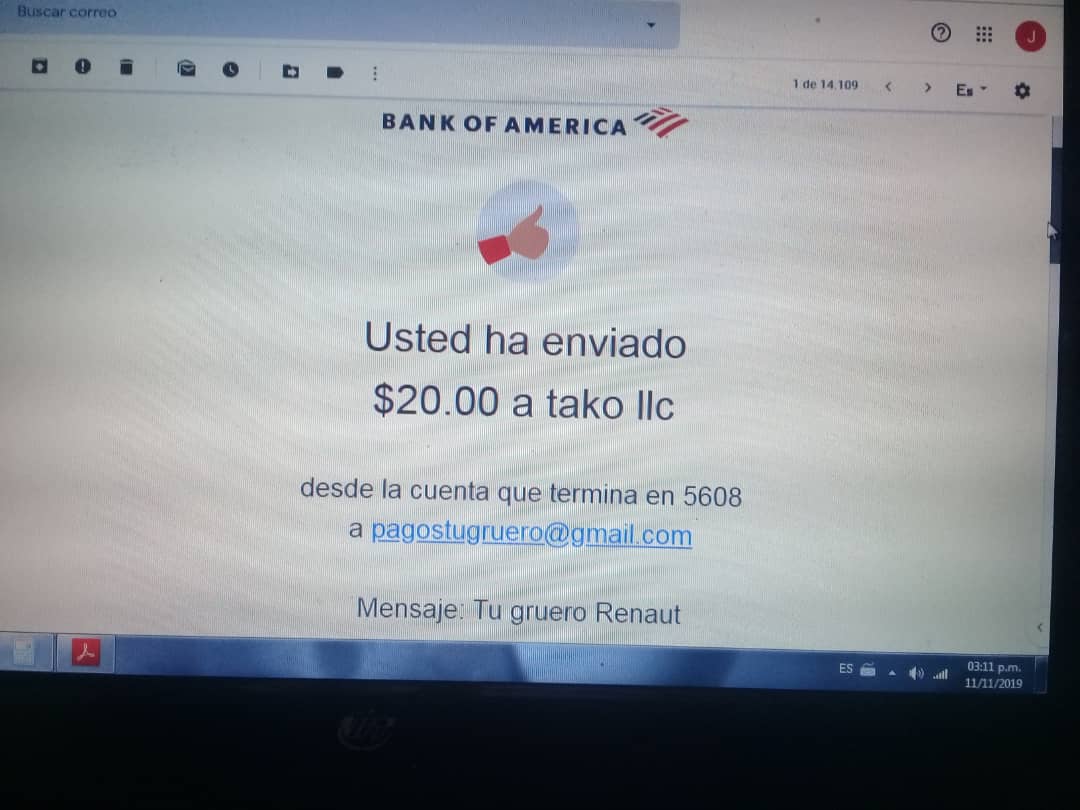 Buscar correo
J
1 de 14.109
Es
BANK OF AMERICA
Usted ha enviado
$20.00 a tako llc
desde la cuenta que termina en 5608
a pagostugruero@gmail.com
Mensaje: Tu gruero Renaut
ES
03:11 p.m.
11/11/2019
hp